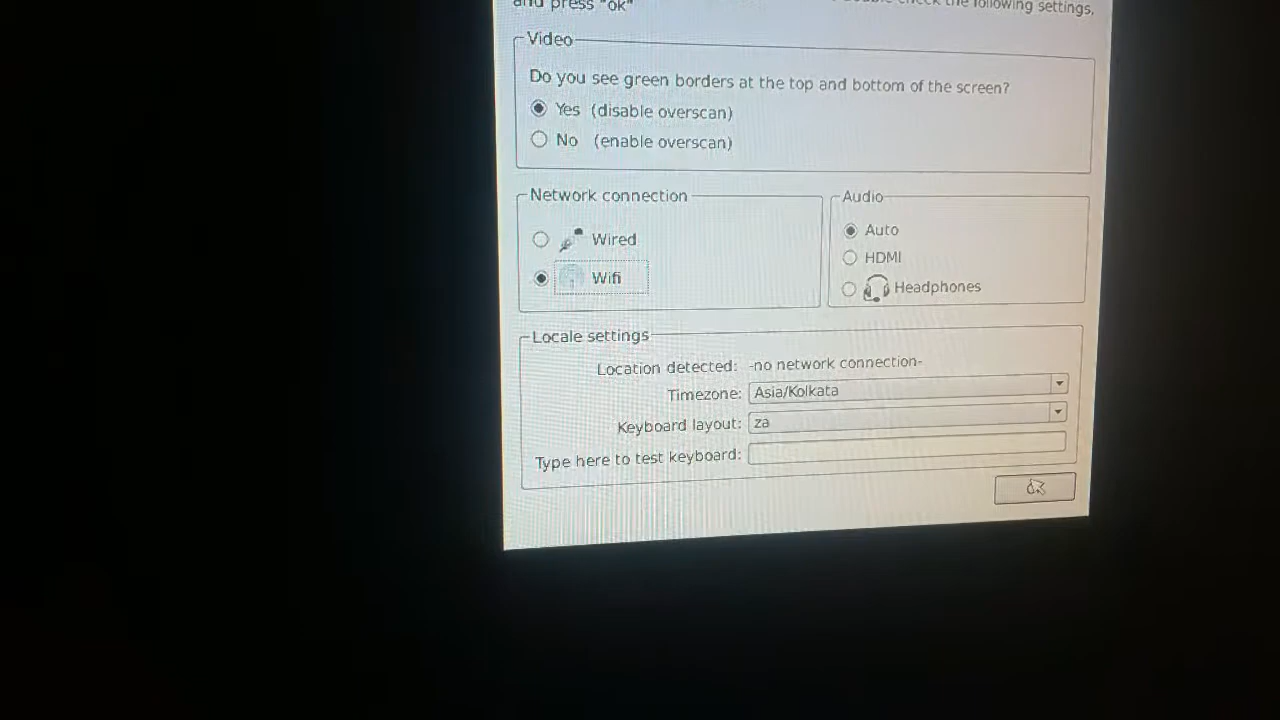 and press "ok" check the following settings,
Video
Do you see green borders at the top and bottom of the screen?
Yes (disable overscan)
No (enable overscan)
Network connection
Audio
Wired
Auto
HDMI
Wifi
Headphones
Locale settings
Location detected: -no network connection-
Timezone: Asia/Kolkata
Keyboard layout: za
Type here to test keyboard: